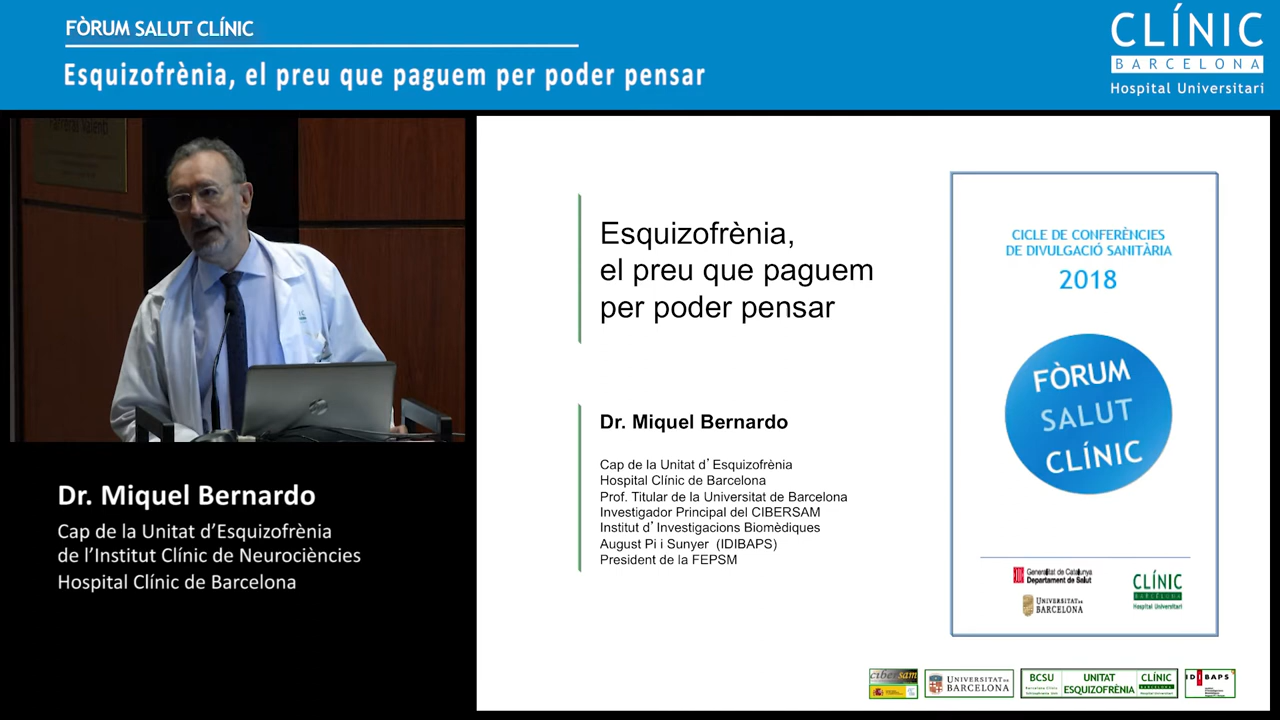 FÒRUM SALUT CLÍNIC
Esquizofrènia, el preu que paguem per poder pensar
CLÍNIC
BARCELONA
Hospital Universitari
Dr. Miquel Bernardo
Cap de la Unitat d’Esquizofrènia
de l’Institut Clínic de Neurociències
Hospital Clínic de Barcelona
Esquizofrènia,
el preu que paguem
per poder pensar
Dr. Miquel Bernardo
Cap de la Unitat d’Esquizofrènia
Hospital Clínic de Barcelona
Prof. Titular de la Universitat de Barcelona
Investigador Principal del CIBERSAM
Institut d’Investigacions Biomèdiques
August Pi i Sunyer (IDIBAPS)
President de la FEPSM
CICLE DE CONFERÈNCIES
DE DIVULGACIÓ SANITÀRIA
2018
FÒRUM
SALUT
CLÍNIC
Generalitat de Catalunya
Departament de Salut
UNIVERSITAT DE
BARCELONA
CLÍNIC
BARCELONA
Hospital Universitari
cibersam
UNIVERSITAT DE
BARCELONA
BCSU
UNITAT
ESQUIZOFRÈNIA
CLÍNIC
IDIBAPS